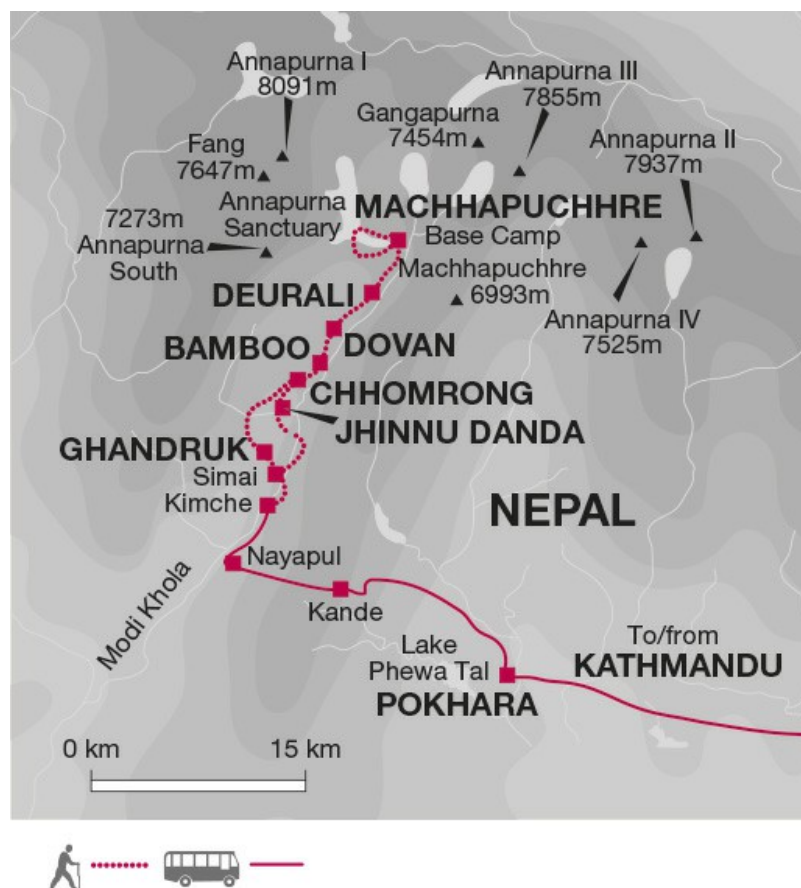 Annapurna I
8091m
Annapurna III
7855m
Gangapurna
7454m
Annapurna II
7937m
Fang
7647m
Annapurna
Sanctuary
MACHHAPUCHHRE
Base Camp
7273m
Annapurna
South
Machhapuchhre
6993m
DEURALI
Annapurna IV
7525m
BAMBOO
DOVAN
CHHOMRONG
JHINNU DANDA
GHANDRUK
Simai
Kimche
NEPAL
Nayapul
Kande
Modi Khola
Lake
Phewa Tal
POKHARA
To/from
KATHMANDU
0 km
15 km